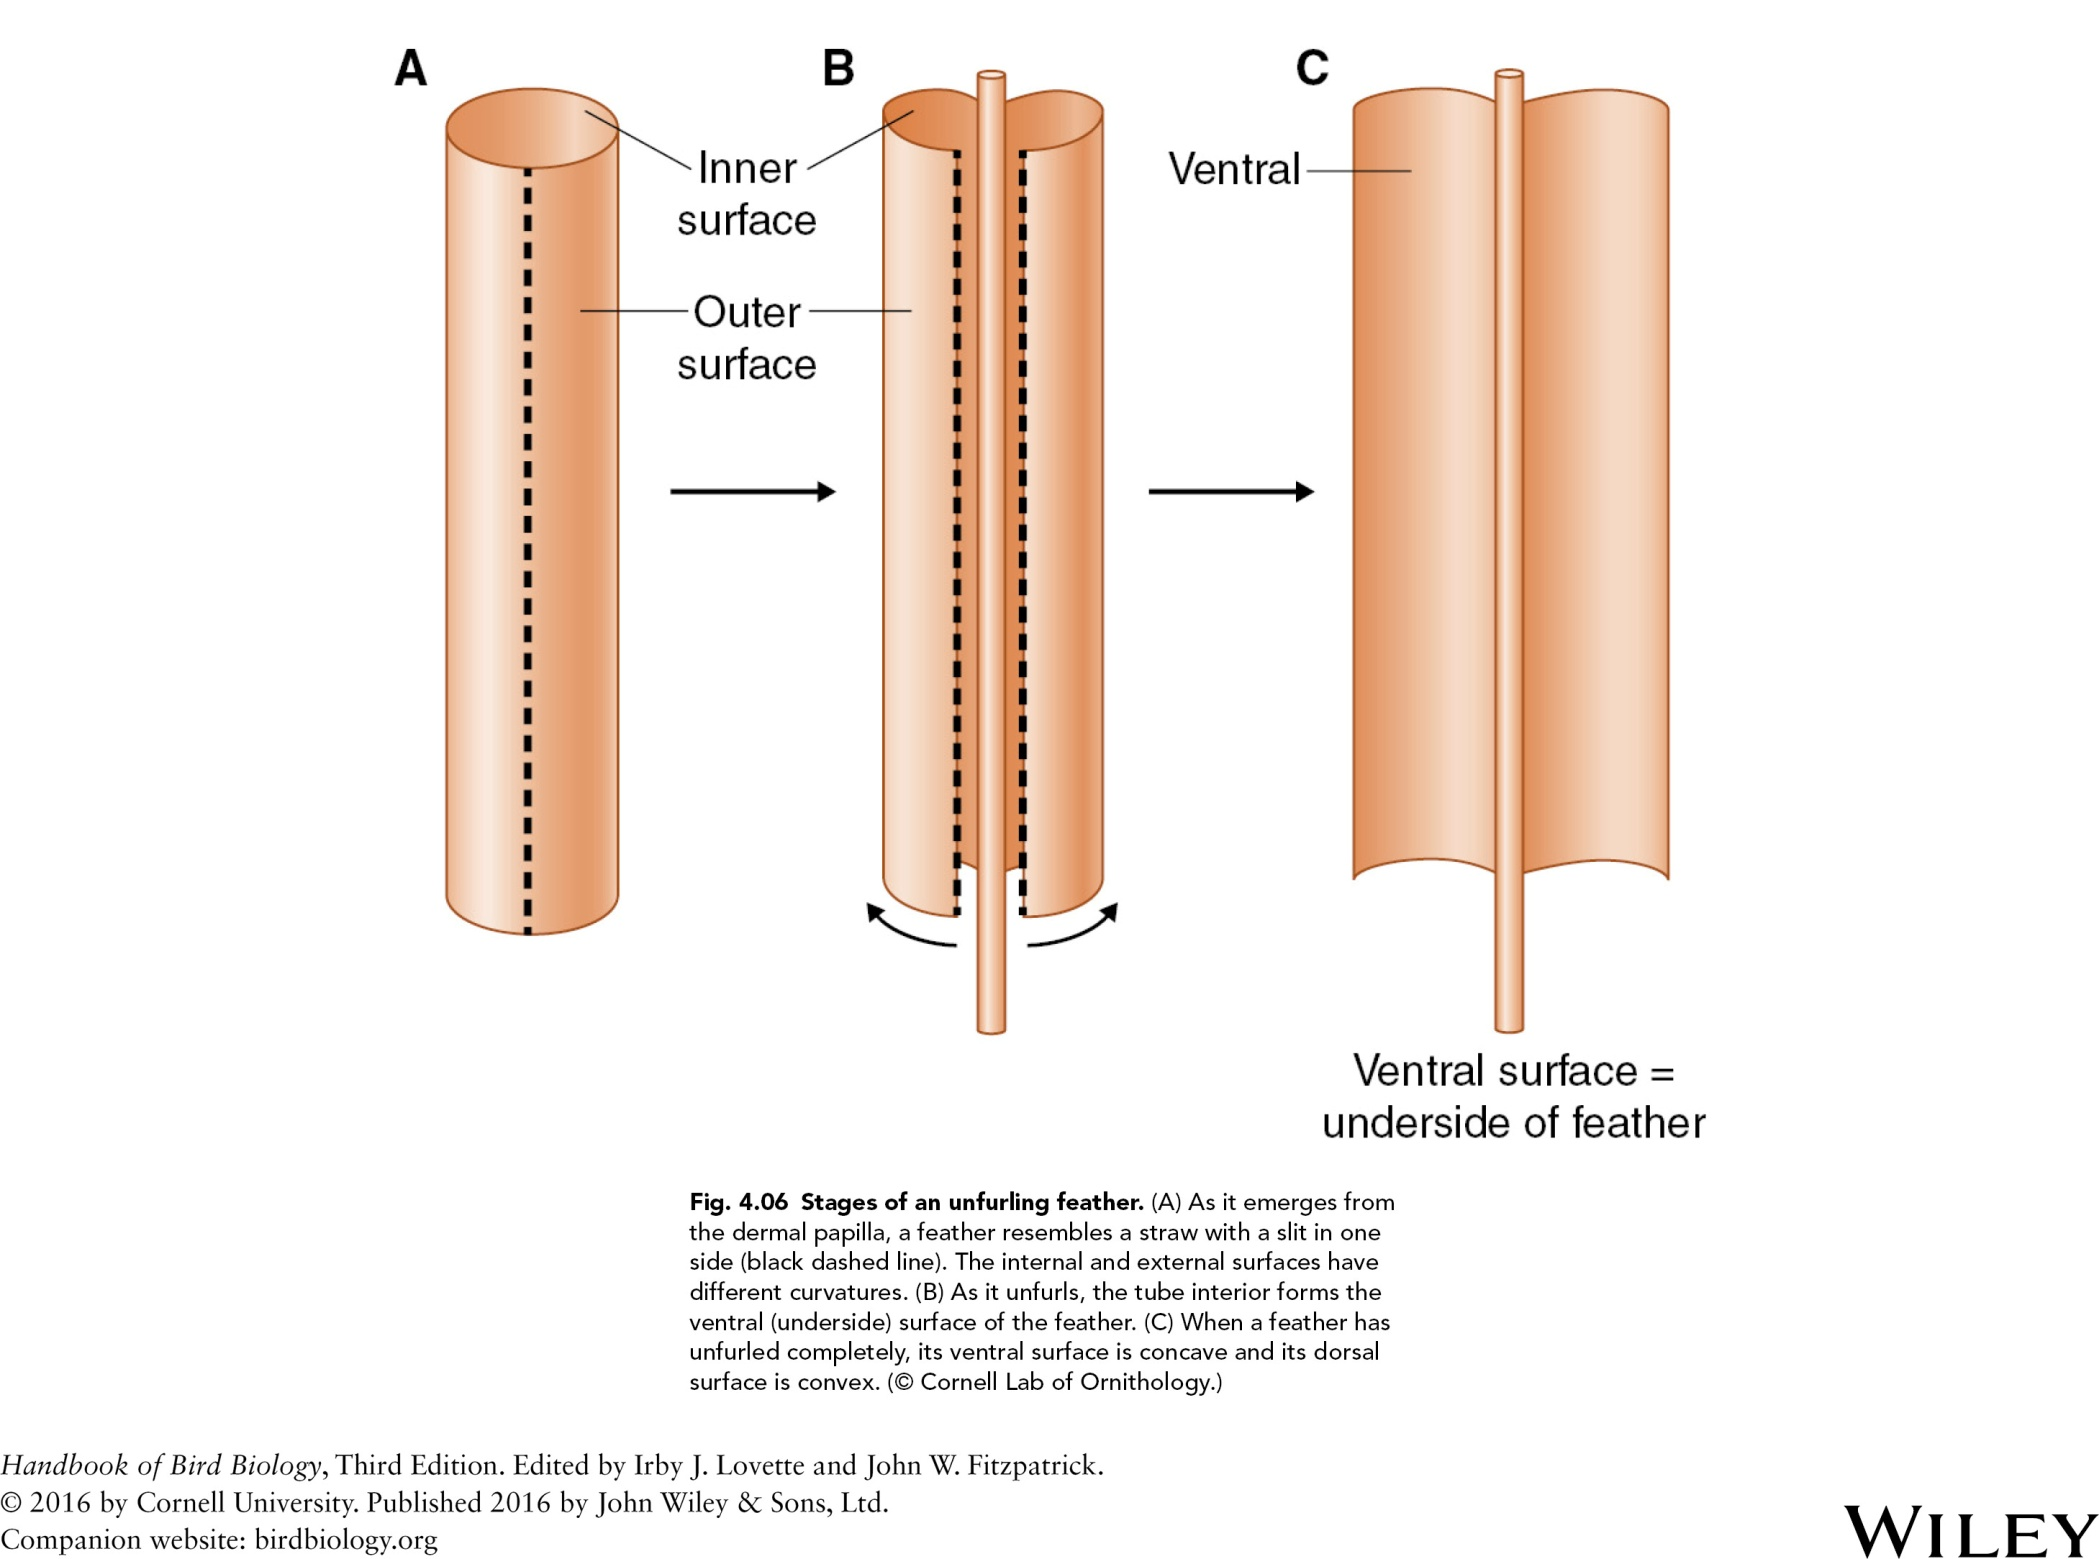 A
B
C
Inner
surface
Ventral
Outer
surface
Ventral surface =
underside of feather
Fig. 4.06 Stages of an unfurling feather. (A) As it emerges from
the dermal papilla, a feather resembles a straw with a slit in one
side (black dashed line). The internal and external surfaces have
different curvatures. (B) As it unfurls, the tube interior forms the
ventral (underside) surface of the feather. (C) When a feather has
unfurled completely, its ventral surface is concave and its dorsal
surface is convex. (© Cornell Lab of Ornithology.)
Handbook of Bird Biology, Third Edition. Edited by Irby J. Lovette and John W. Fitzpatrick.
© 2016 by Cornell University. Published 2016 by John Wiley & Sons, Ltd.
Companion website: birdbiology.org
WILEY